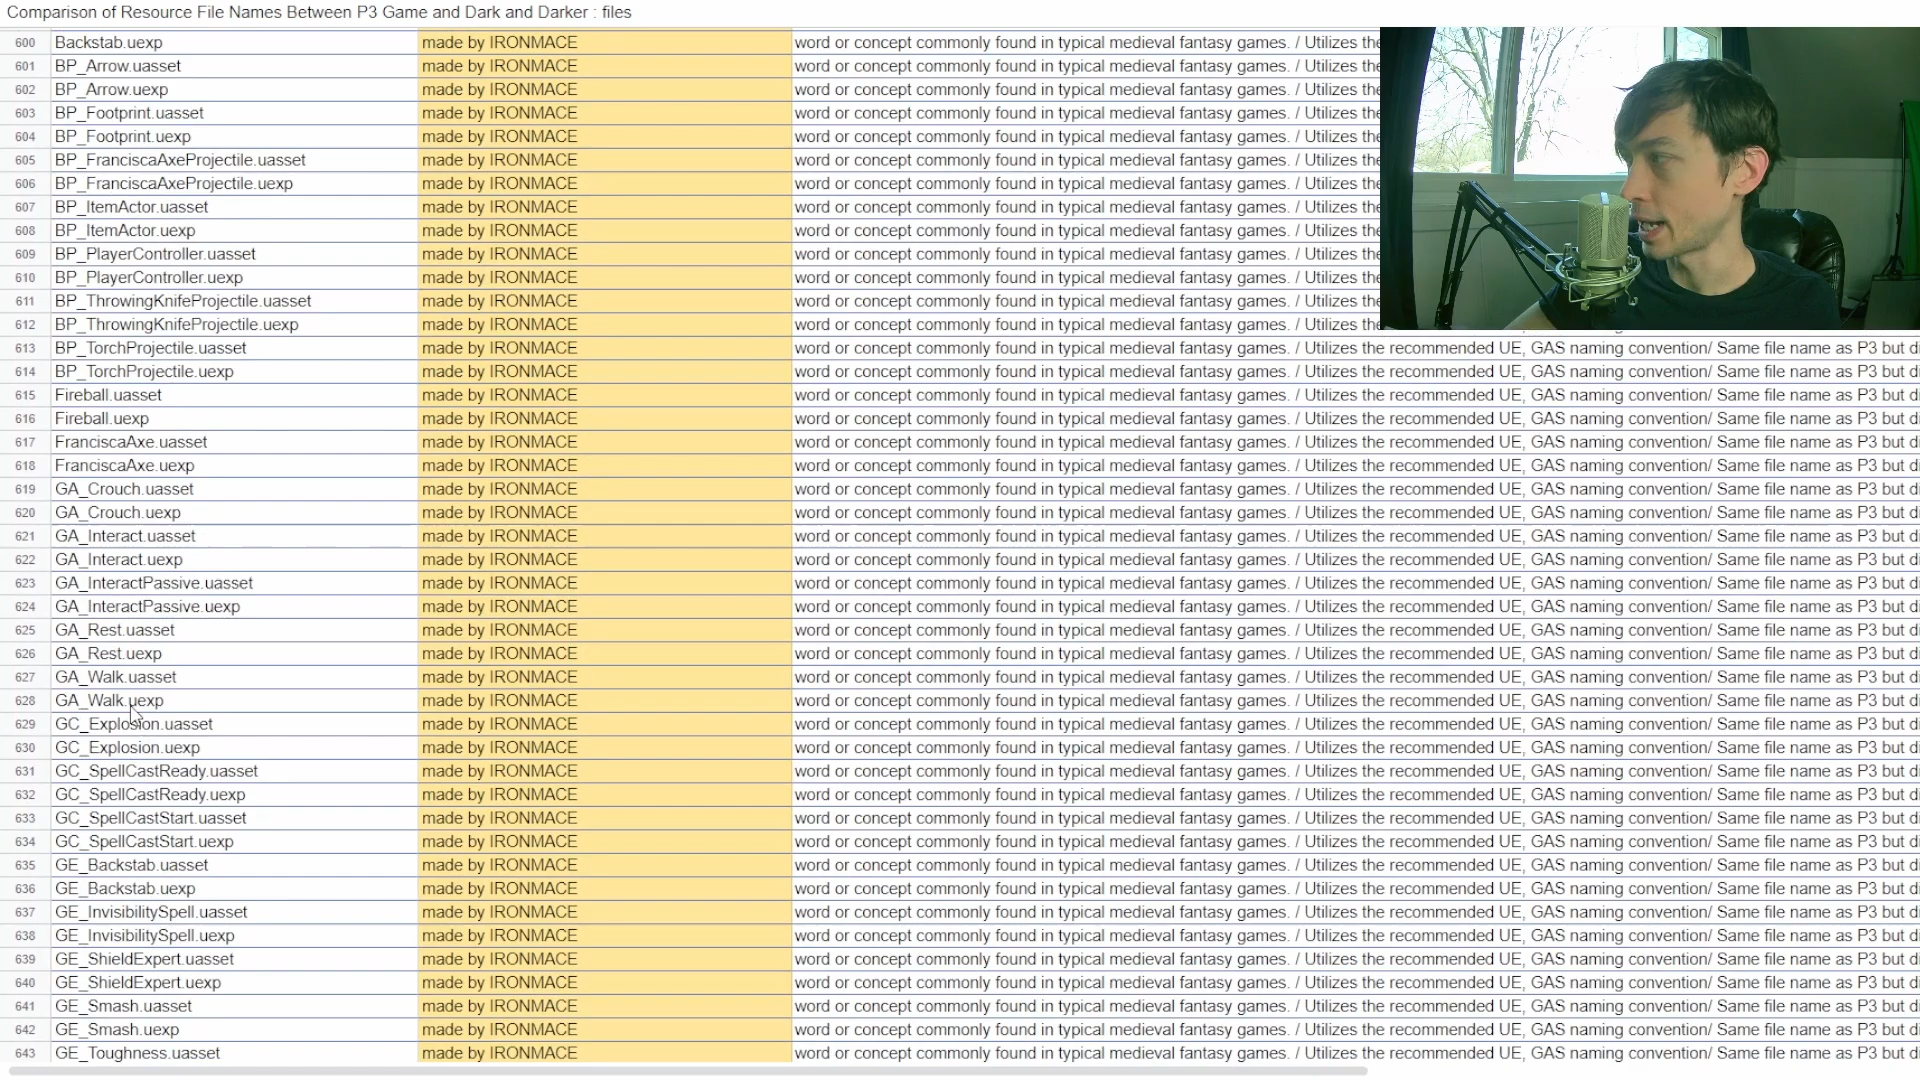 Comparison of Resource File Names Between P3 Game and Dark and Darker : files
600 Backstab.uexp made by IRONMACE word or concept commonly found in typical medieval fantasy games. / Utilizes the
601 BP_Arrow.uasset made by IRONMACE word or concept commonly found in typical medieval fantasy games. / Utilizes the
602 BP_Arrow.uexp made by IRONMACE word or concept commonly found in typical medieval fantasy games. / Utilizes the
603 BP_Footprint.uasset made by IRONMACE word or concept commonly found in typical medieval fantasy games. / Utilizes the
604 BP_Footprint.uexp made by IRONMACE word or concept commonly found in typical medieval fantasy games. / Utilizes the
605 BP_FranciscaAxeProjectile.uasset made by IRONMACE word or concept commonly found in typical medieval fantasy games. / Utilizes the
606 BP_FranciscaAxeProjectile.uexp made by IRONMACE word or concept commonly found in typical medieval fantasy games. / Utilizes the
607 BP_ItemActor.uasset made by IRONMACE word or concept commonly found in typical medieval fantasy games. / Utilizes the
608 BP_ItemActor.uexp made by IRONMACE word or concept commonly found in typical medieval fantasy games. / Utilizes the
609 BP_PlayerController.uasset made by IRONMACE word or concept commonly found in typical medieval fantasy games. / Utilizes the
610 BP_PlayerController.uexp made by IRONMACE word or concept commonly found in typical medieval fantasy games. / Utilizes the
611 BP_ThrowingKnifeProjectile.uasset made by IRONMACE word or concept commonly found in typical medieval fantasy games. / Utilizes the
612 BP_ThrowingKnifeProjectile.uexp made by IRONMACE word or concept commonly found in typical medieval fantasy games. / Utilizes the
613 BP_TorchProjectile.uasset made by IRONMACE word or concept commonly found in typical medieval fantasy games. / Utilizes the recommended UE, GAS naming convention/ Same file name as P3 but di
614 BP_TorchProjectile.uexp made by IRONMACE word or concept commonly found in typical medieval fantasy games. / Utilizes the recommended UE, GAS naming convention/ Same file name as P3 but di
615 Fireball.uasset made by IRONMACE word or concept commonly found in typical medieval fantasy games. / Utilizes the recommended UE, GAS naming convention/ Same file name as P3 but di
616 Fireball.uexp made by IRONMACE word or concept commonly found in typical medieval fantasy games. / Utilizes the recommended UE, GAS naming convention/ Same file name as P3 but di
617 FranciscaAxe.uasset made by IRONMACE word or concept commonly found in typical medieval fantasy games. / Utilizes the recommended UE, GAS naming convention/ Same file name as P3 but di
618 FranciscaAxe.uexp made by IRONMACE word or concept commonly found in typical medieval fantasy games. / Utilizes the recommended UE, GAS naming convention/ Same file name as P3 but di
619 GA_Crouch.uasset made by IRONMACE word or concept commonly found in typical medieval fantasy games. / Utilizes the recommended UE, GAS naming convention/ Same file name as P3 but di
620 GA_Crouch.uexp made by IRONMACE word or concept commonly found in typical medieval fantasy games. / Utilizes the recommended UE, GAS naming convention/ Same file name as P3 but di
621 GA_Interact.uasset made by IRONMACE word or concept commonly found in typical medieval fantasy games. / Utilizes the recommended UE, GAS naming convention/ Same file name as P3 but di
622 GA_Interact.uexp made by IRONMACE word or concept commonly found in typical medieval fantasy games. / Utilizes the recommended UE, GAS naming convention/ Same file name as P3 but di
623 GA_InteractPassive.uasset made by IRONMACE word or concept commonly found in typical medieval fantasy games. / Utilizes the recommended UE, GAS naming convention/ Same file name as P3 but di
624 GA_InteractPassive.uexp made by IRONMACE word or concept commonly found in typical medieval fantasy games. / Utilizes the recommended UE, GAS naming convention/ Same file name as P3 but di
625 GA_Rest.uasset made by IRONMACE word or concept commonly found in typical medieval fantasy games. / Utilizes the recommended UE, GAS naming convention/ Same file name as P3 but di
626 GA_Rest.uexp made by IRONMACE word or concept commonly found in typical medieval fantasy games. / Utilizes the recommended UE, GAS naming convention/ Same file name as P3 but di
627 GA_Walk.uasset made by IRONMACE word or concept commonly found in typical medieval fantasy games. / Utilizes the recommended UE, GAS naming convention/ Same file name as P3 but di
628 GA_Walk.uexp made by IRONMACE word or concept commonly found in typical medieval fantasy games. / Utilizes the recommended UE, GAS naming convention/ Same file name as P3 but di
629 GC_Explosion.uasset made by IRONMACE word or concept commonly found in typical medieval fantasy games. / Utilizes the recommended UE, GAS naming convention/ Same file name as P3 but di
630 GC_Explosion.uexp made by IRONMACE word or concept commonly found in typical medieval fantasy games. / Utilizes the recommended UE, GAS naming convention/ Same file name as P3 but di
631 GC_SpellCastReady.uasset made by IRONMACE word or concept commonly found in typical medieval fantasy games. / Utilizes the recommended UE, GAS naming convention/ Same file name as P3 but di
632 GC_SpellCastReady.uexp made by IRONMACE word or concept commonly found in typical medieval fantasy games. / Utilizes the recommended UE, GAS naming convention/ Same file name as P3 but di
633 GC_SpellCastStart.uasset made by IRONMACE word or concept commonly found in typical medieval fantasy games. / Utilizes the recommended UE, GAS naming convention/ Same file name as P3 but di
634 GC_SpellCastStart.uexp made by IRONMACE word or concept commonly found in typical medieval fantasy games. / Utilizes the recommended UE, GAS naming convention/ Same file name as P3 but di
635 GE_Backstab.uasset made by IRONMACE word or concept commonly found in typical medieval fantasy games. / Utilizes the recommended UE, GAS naming convention/ Same file name as P3 but di
636 GE_Backstab.uexp made by IRONMACE word or concept commonly found in typical medieval fantasy games. / Utilizes the recommended UE, GAS naming convention/ Same file name as P3 but di
637 GE_InvisibilitySpell.uasset made by IRONMACE word or concept commonly found in typical medieval fantasy games. / Utilizes the recommended UE, GAS naming convention/ Same file name as P3 but di
638 GE_InvisibilitySpell.uexp made by IRONMACE word or concept commonly found in typical medieval fantasy games. / Utilizes the recommended UE, GAS naming convention/ Same file name as P3 but di
639 GE_ShieldExpert.uasset made by IRONMACE word or concept commonly found in typical medieval fantasy games. / Utilizes the recommended UE, GAS naming convention/ Same file name as P3 but di
640 GE_ShieldExpert.uexp made by IRONMACE word or concept commonly found in typical medieval fantasy games. / Utilizes the recommended UE, GAS naming convention/ Same file name as P3 but di
641 GE_Smash.uasset made by IRONMACE word or concept commonly found in typical medieval fantasy games. / Utilizes the recommended UE, GAS naming convention/ Same file name as P3 but di
642 GE_Smash.uexp made by IRONMACE word or concept commonly found in typical medieval fantasy games. / Utilizes the recommended UE, GAS naming convention/ Same file name as P3 but di
643 GE_Toughness.uasset made by IRONMACE word or concept commonly found in typical medieval fantasy games. / Utilizes the recommended UE, GAS naming convention/ Same file name as P3 but di